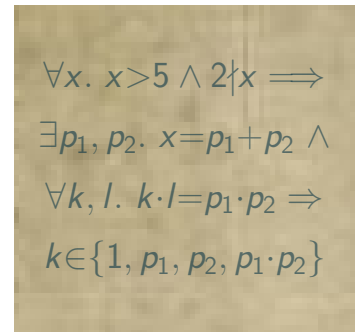 ∀x. x>5 ∧ 2∤x ⟹
∃p₁, p₂. x=p₁+p₂ ∧
∀k, l. k·l=p₁·p₂ ⇒
k∈{1, p₁, p₂, p₁·p₂}